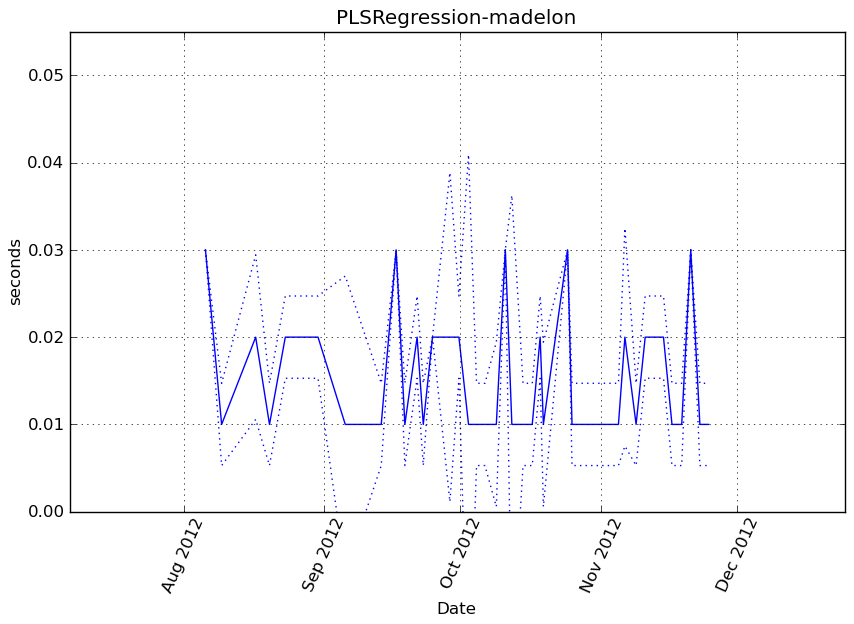 PLSRegression-madelon
0.05
0.04
0.03
0.02
0.01
0.00
seconds
Aug 2012
Sep 2012
Oct 2012
Nov 2012
Dec 2012
Date